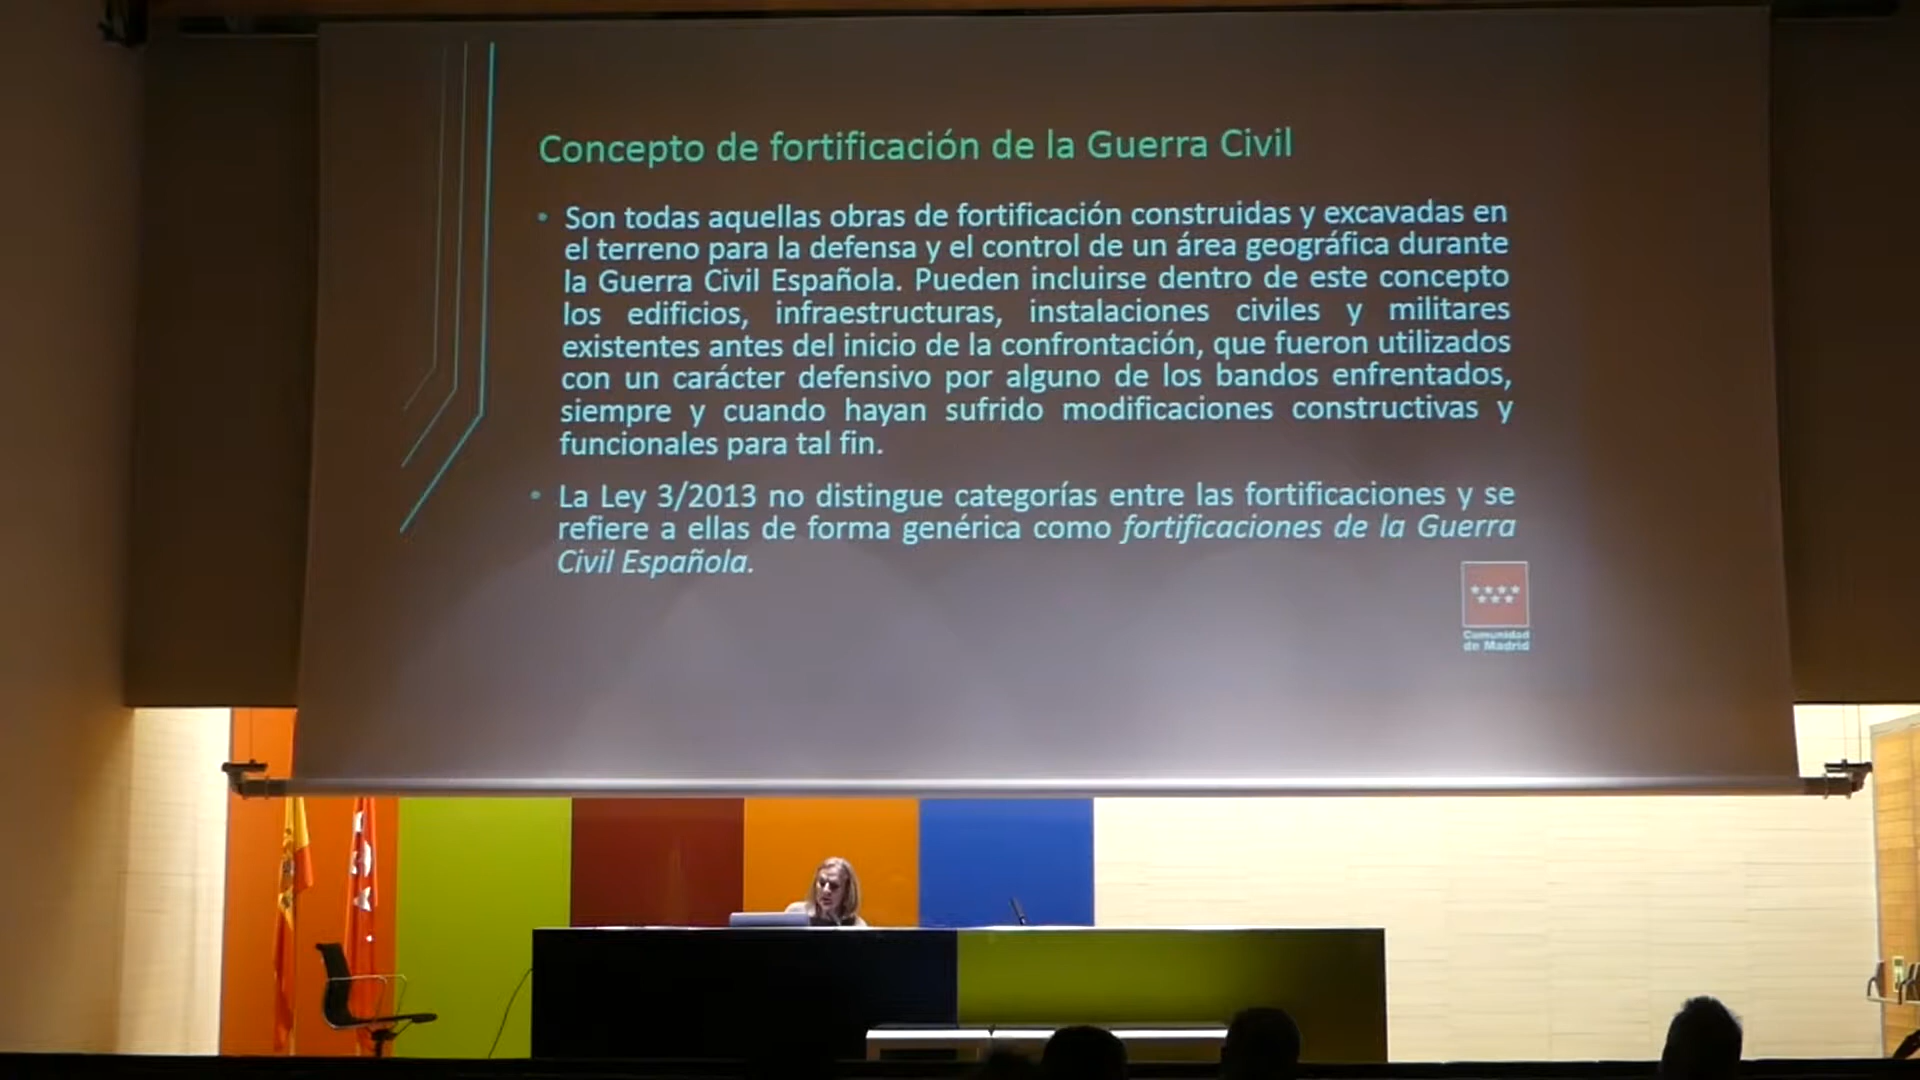 Concepto de fortificación de la Guerra Civil
• Son todas aquellas obras de fortificación construidas y excavadas en
el terreno para la defensa y el control de un área geográfica durante
la Guerra Civil Española. Pueden incluirse dentro de este concepto
los edificios, infraestructuras, instalaciones civiles y militares
existentes antes del inicio de la confrontación, que fueron utilizados
con un carácter defensivo por alguno de los bandos enfrentados,
siempre y cuando hayan sufrido modificaciones constructivas y
funcionales para tal fin.
• La Ley 3/2013 no distingue categorías entre las fortificaciones y se
refiere a ellas de forma genérica como fortificaciones de la Guerra
Civil Española.
Comunidad
de Madrid